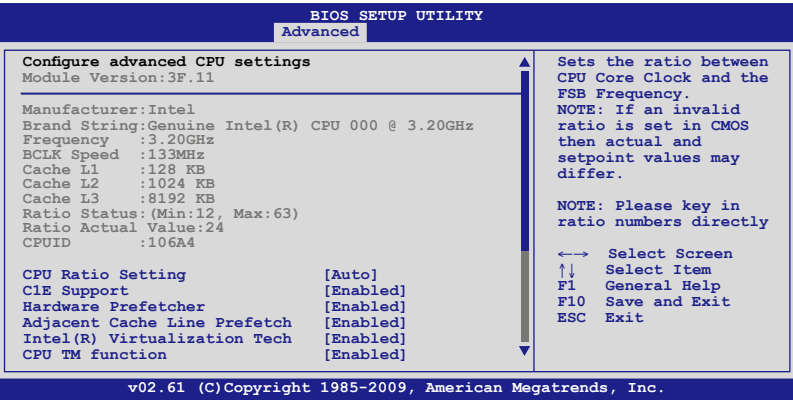 BIOS SETUP UTILITY
Advanced
Configure advanced CPU settings
Module Version:3F.11
Manufacturer:Intel
Brand String:Genuine Intel(R) CPU 000 @ 3.20GHz
Frequency :3.20GHz
BCLK Speed :133MHz
Cache L1 :128 KB
Cache L2 :1024 KB
Cache L3 :8192 KB
Ratio Status:(Min:12, Max:63)
Ratio Actual Value:24
CPUID :106A4
CPU Ratio Setting [Auto]
C1E Support [Enabled]
Hardware Prefetcher [Enabled]
Adjacent Cache Line Prefetch [Enabled]
Intel(R) Virtualization Tech [Enabled]
CPU TM function [Enabled]
Sets the ratio between
CPU Core Clock and the
FSB Frequency.
NOTE: If an invalid
ratio is set in CMOS
then actual and
setpoint values may
differ.
NOTE: Please key in
ratio numbers directly
←→ Select Screen
↑↓ Select Item
F1 General Help
F10 Save and Exit
ESC Exit
v02.61 (C)Copyright 1985-2009, American Megatrends, Inc.